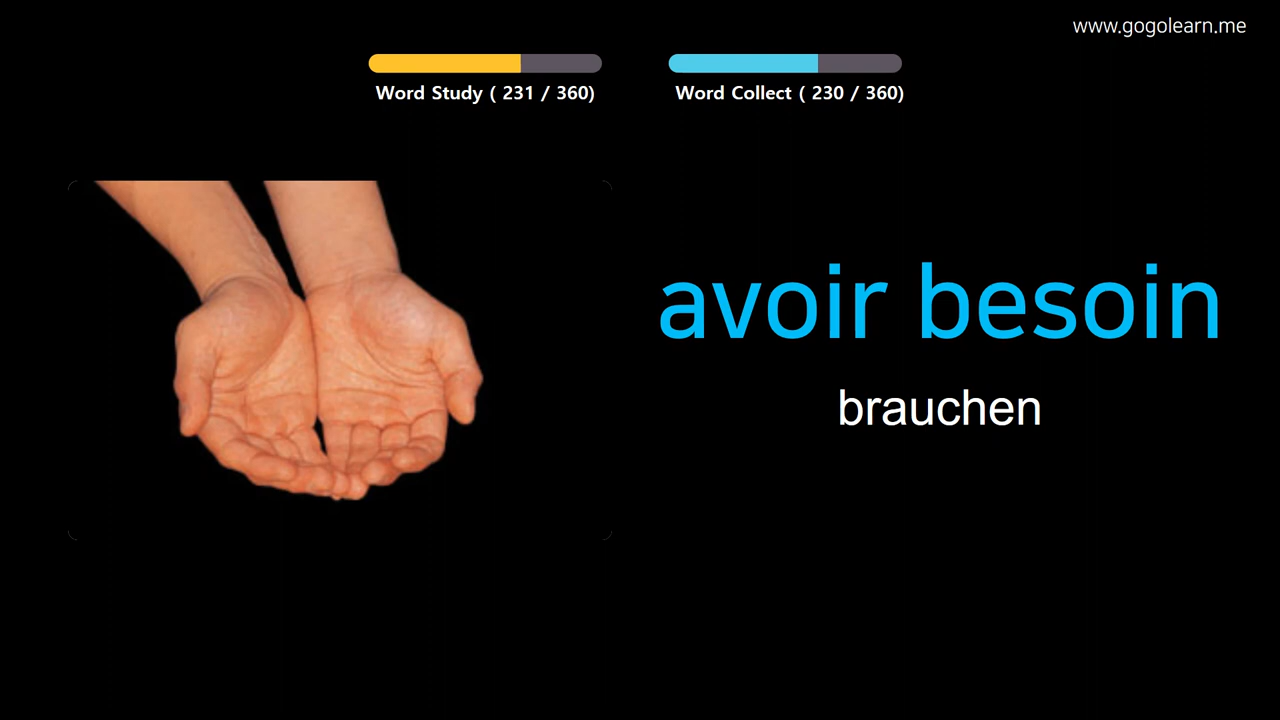 www.gogolearn.me
Word Study ( 231 / 360)
Word Collect ( 230 / 360)
avoir besoin
brauchen